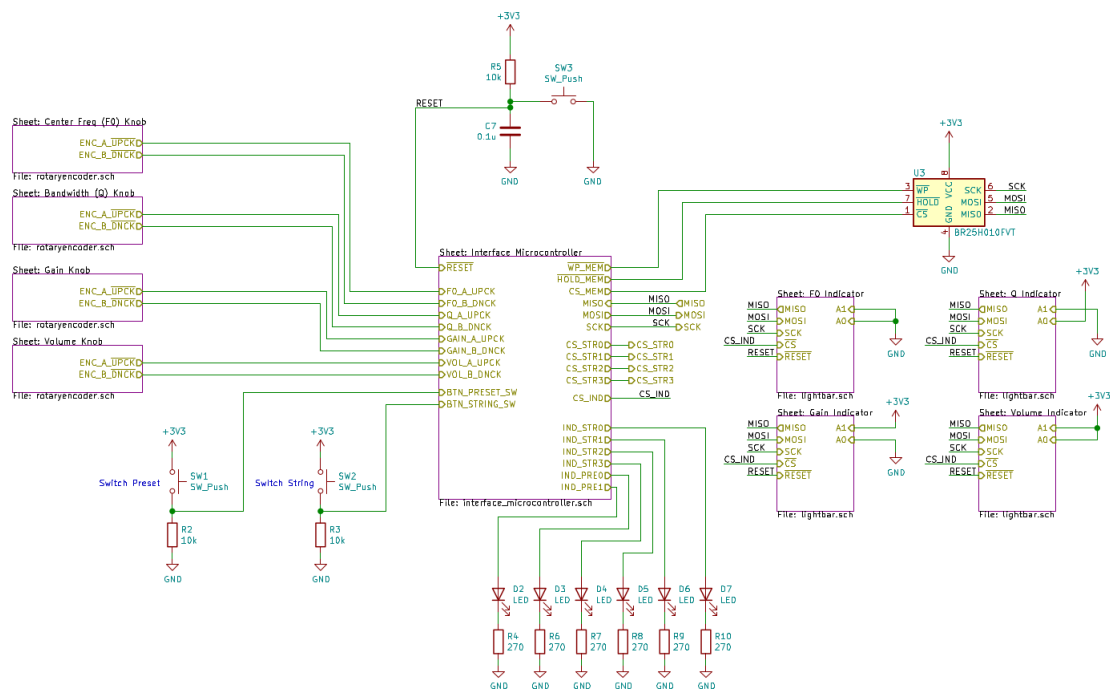 +3V3
R5
10k
SW3
SW_Push
RESET
C7
0.1u
GND
GND
Sheet: Center Freq (F0) Knob
ENC_A_UPCK
ENC_B_DNCK
File: rotaryencoder.sch
Sheet: Bandwidth (Q) Knob
ENC_A_UPCK
ENC_B_DNCK
File: rotaryencoder.sch
Sheet: Gain Knob
ENC_A_UPCK
ENC_B_DNCK
File: rotaryencoder.sch
Sheet: Volume Knob
ENC_A_UPCK
ENC_B_DNCK
File: rotaryencoder.sch
+3V3
SW1
SW_Push
Switch Preset
R2
10k
GND
+3V3
SW2
SW_Push
Switch String
R3
10k
GND
Sheet: Interface Microcontroller
RESET
F0_A_UPCK
F0_B_DNCK
Q_A_UPCK
Q_B_DNCK
GAIN_A_UPCK
GAIN_B_DNCK
VOL_A_UPCK
VOL_B_DNCK
BTN_PRESET_SW
BTN_STRING_SW
WP_MEM
HOLD_MEM
CS_MEM
MISO MISO MISO
MOSI MOSI MOSI
SCK SCK SCK
CS_STR0 CS_STR0
CS_STR1 CS_STR1
CS_STR2 CS_STR2
CS_STR3 CS_STR3
CS_IND CS_IND
IND_STR0
IND_STR1
IND_STR2
IND_STR3
IND_PRE0
IND_PRE1
File: interface_microcontroller.sch
D2
LED
D3
LED
D4
LED
D5
LED
D6
LED
D7
LED
R4
270
R6
270
R7
270
R8
270
R9
270
R10
270
GND GND GND GND GND GND
+3V3
U3
8
VCC
3 WP SCK 6 SCK
7 HOLD MOSI 5 MOSI
1 CS MISO 2 MISO
GND
4
BR25H010FVT
GND
Sheet: F0 Indicator
MISO MISO A1
MOSI MOSI A0
SCK SCK
CS_IND CS
RESET RESET
GND
File: lightbar.sch
+3V3
Sheet: Q Indicator
MISO MISO A1
MOSI MOSI A0
SCK SCK
CS_IND CS
RESET RESET
GND
File: lightbar.sch
+3V3
Sheet: Gain Indicator
MISO MISO A1
MOSI MOSI A0
SCK SCK
CS_IND CS
RESET RESET
GND
File: lightbar.sch
+3V3
Sheet: Volume Indicator
MISO MISO A1
MOSI MOSI A0
SCK SCK
CS_IND CS
RESET RESET
File: lightbar.sch